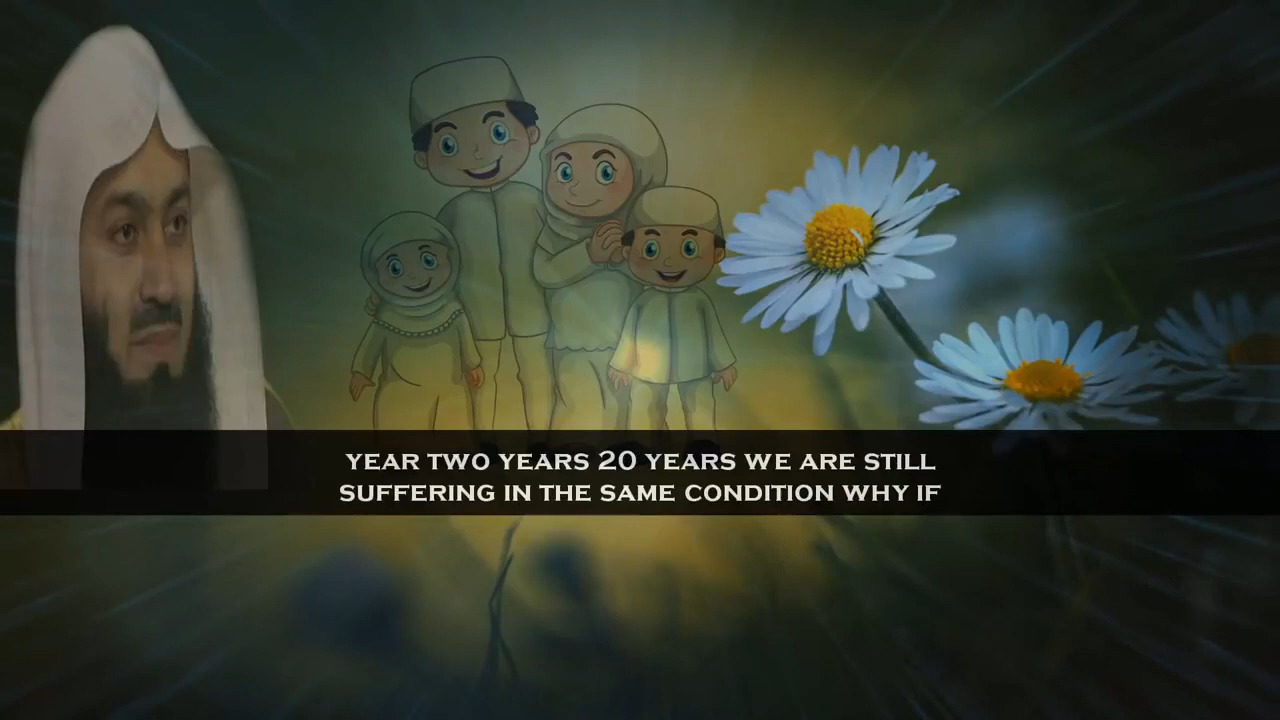 YEAR TWO YEARS 20 YEARS WE ARE STILL
SUFFERING IN THE SAME CONDITION WHY IF